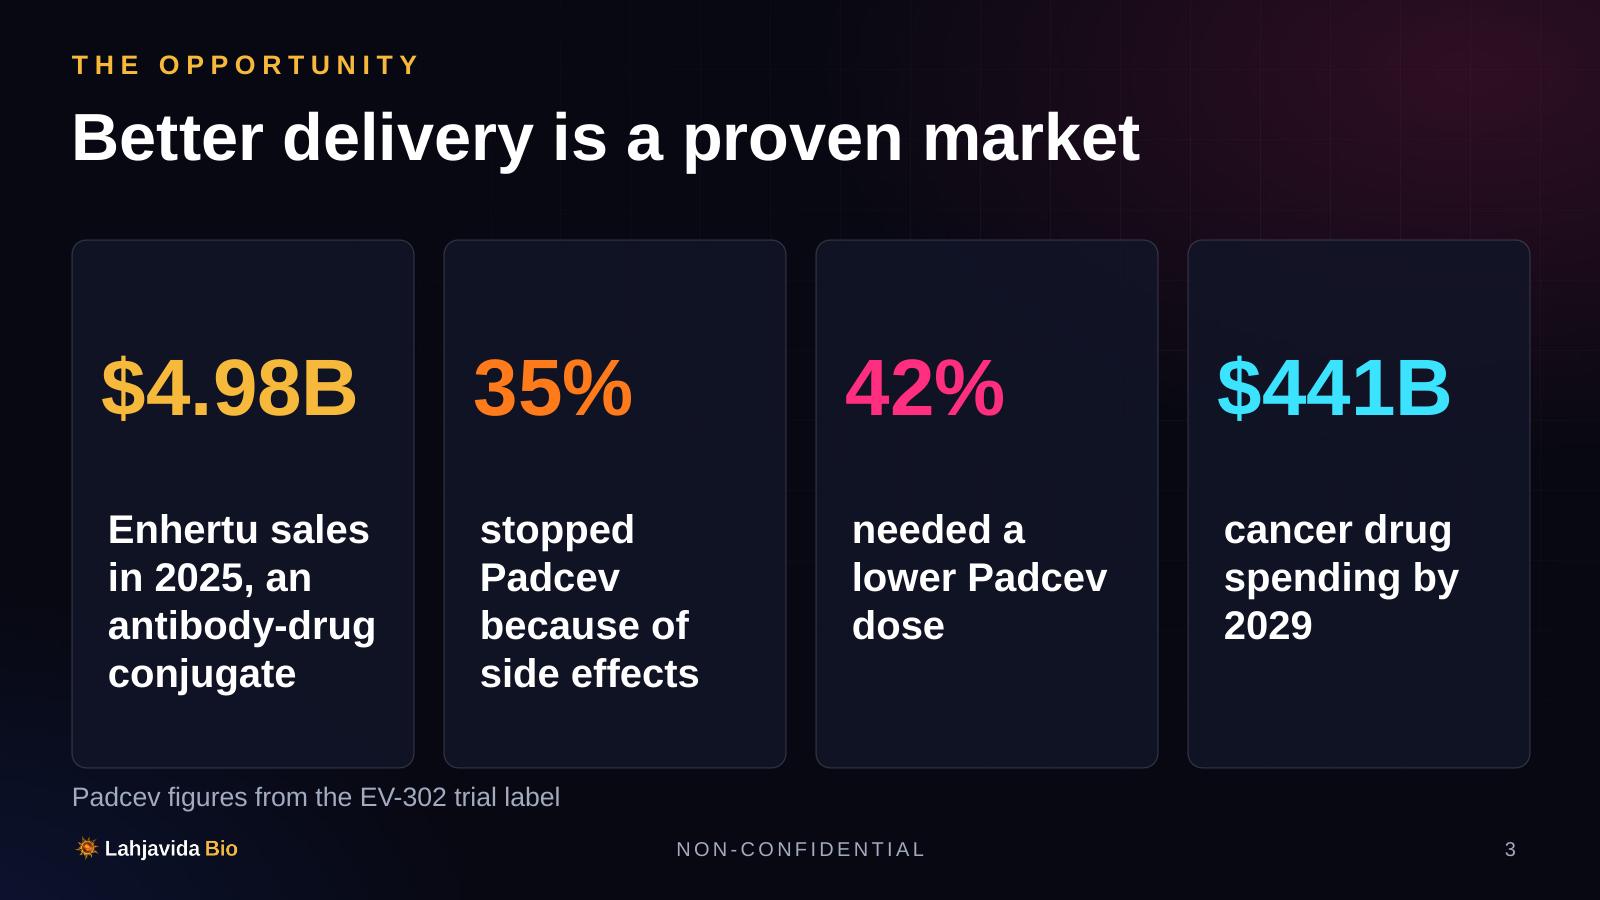 THE OPPORTUNITY
Better delivery is a proven market
$4.98B
Enhertu sales
in 2025, an
antibody-drug
conjugate
35%
stopped
Padcev
because of
side effects
42%
needed a
lower Padcev
dose
$441B
cancer drug
spending by
2029
Padcev figures from the EV-302 trial label
Lahjavida Bio
NON-CONFIDENTIAL
3